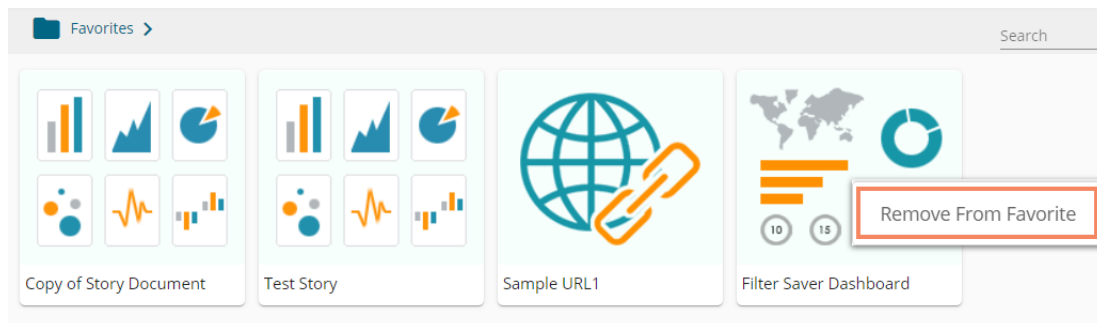 Favorites
Search
10
15
Remove From Favorite
Copy of Story Document
Test Story
Sample URL1
Filter Saver Dashboard